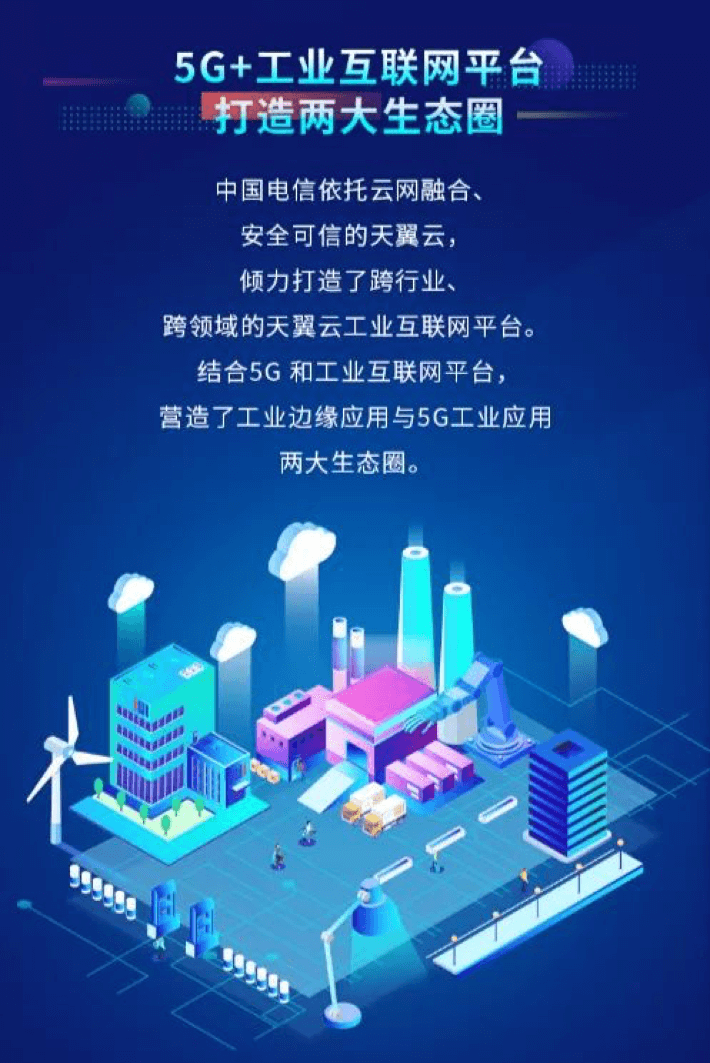 5G+工业互联网平台
打造两大生态圈
中国电信依托云网融合、
安全可信的天翼云，
倾力打造了跨行业、
跨领域的天翼云工业互联网平台。
结合5G 和工业互联网平台，
营造了工业边缘应用与5G工业应用
两大生态圈。